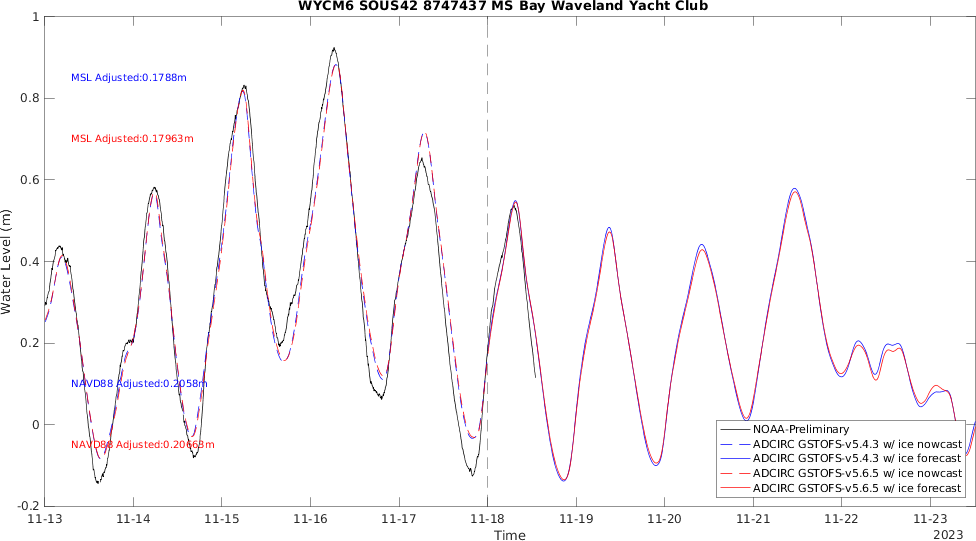 WYCM6 SOUS42 8747437 MS Bay Waveland Yacht Club
1
0.8
0.6
0.4
0.2
0
-0.2
Water Level (m)
MSL Adjusted:0.1788m
MSL Adjusted:0.17963m
NAVD88 Adjusted:0.2058m
NAVD88 Adjusted:0.20663m
NOAA-Preliminary
ADCIRC GSTOFS-v5.4.3 w/ ice nowcast
ADCIRC GSTOFS-v5.4.3 w/ ice forecast
ADCIRC GSTOFS-v5.6.5 w/ ice nowcast
ADCIRC GSTOFS-v5.6.5 w/ ice forecast
11-13 11-14 11-15 11-16 11-17 11-18 11-19 11-20 11-21 11-22 11-23
Time
2023